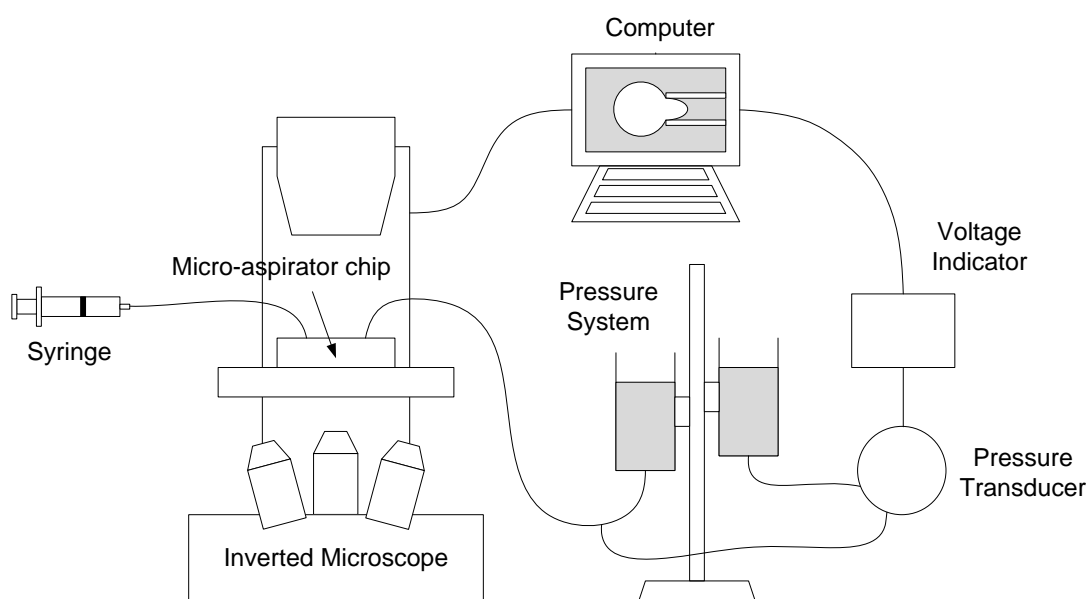 Computer
Voltage
Indicator
Micro-aspirator chip
Pressure
System
Syringe
Pressure
Transducer
Inverted Microscope